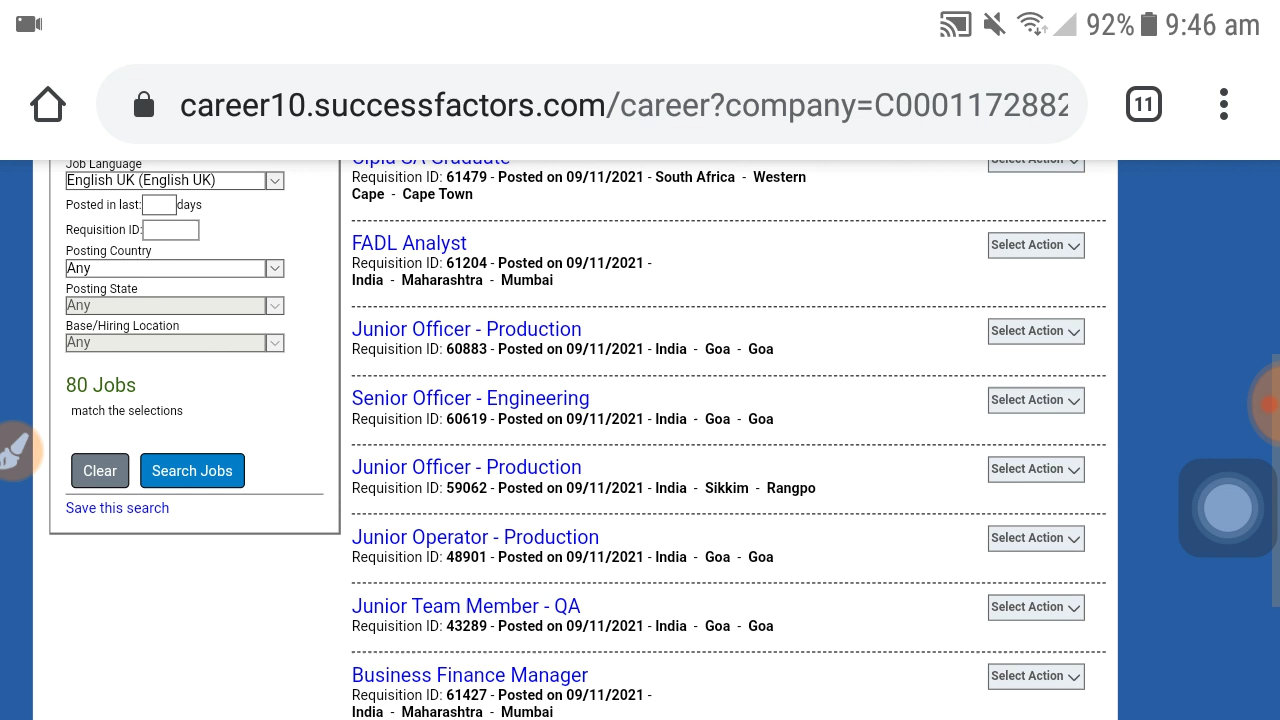 92% 9:46 am
career10.successfactors.com/career?company=C0001172882
11
Job Language
English UK (English UK)
Posted in last: days
Requisition ID:
Posting Country
Any
Posting State
Any
Base/Hiring Location
Any
80 Jobs
match the selections
Clear Search Jobs
Save this search
Cipla SA Graduate
Select Action
Requisition ID: 61479 - Posted on 09/11/2021 - South Africa - Western
Cape - Cape Town
FADL Analyst
Select Action
Requisition ID: 61204 - Posted on 09/11/2021 -
India - Maharashtra - Mumbai
Junior Officer - Production
Select Action
Requisition ID: 60883 - Posted on 09/11/2021 - India - Goa - Goa
Senior Officer - Engineering
Select Action
Requisition ID: 60619 - Posted on 09/11/2021 - India - Goa - Goa
Junior Officer - Production
Select Action
Requisition ID: 59062 - Posted on 09/11/2021 - India - Sikkim - Rangpo
Junior Operator - Production
Select Action
Requisition ID: 48901 - Posted on 09/11/2021 - India - Goa - Goa
Junior Team Member - QA
Select Action
Requisition ID: 43289 - Posted on 09/11/2021 - India - Goa - Goa
Business Finance Manager
Select Action
Requisition ID: 61427 - Posted on 09/11/2021 -
India - Maharashtra - Mumbai